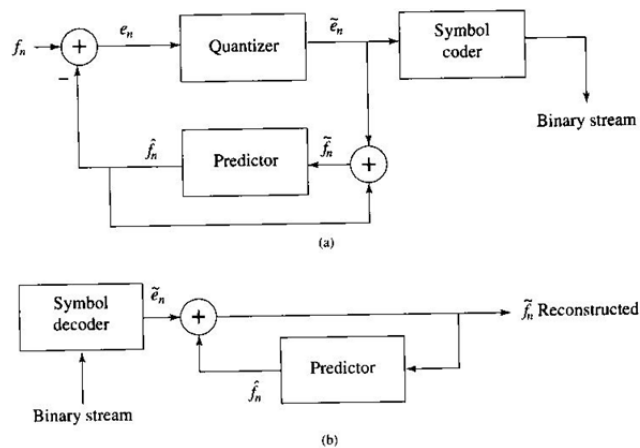 fₙ
+
−
eₙ
Quantizer
ẽₙ
Symbol
coder
Binary stream
f̂ₙ
Predictor
f̃ₙ
+
(a)
Symbol
decoder
ẽₙ
+
f̃ₙ Reconstructed
Predictor
f̂ₙ
Binary stream
(b)